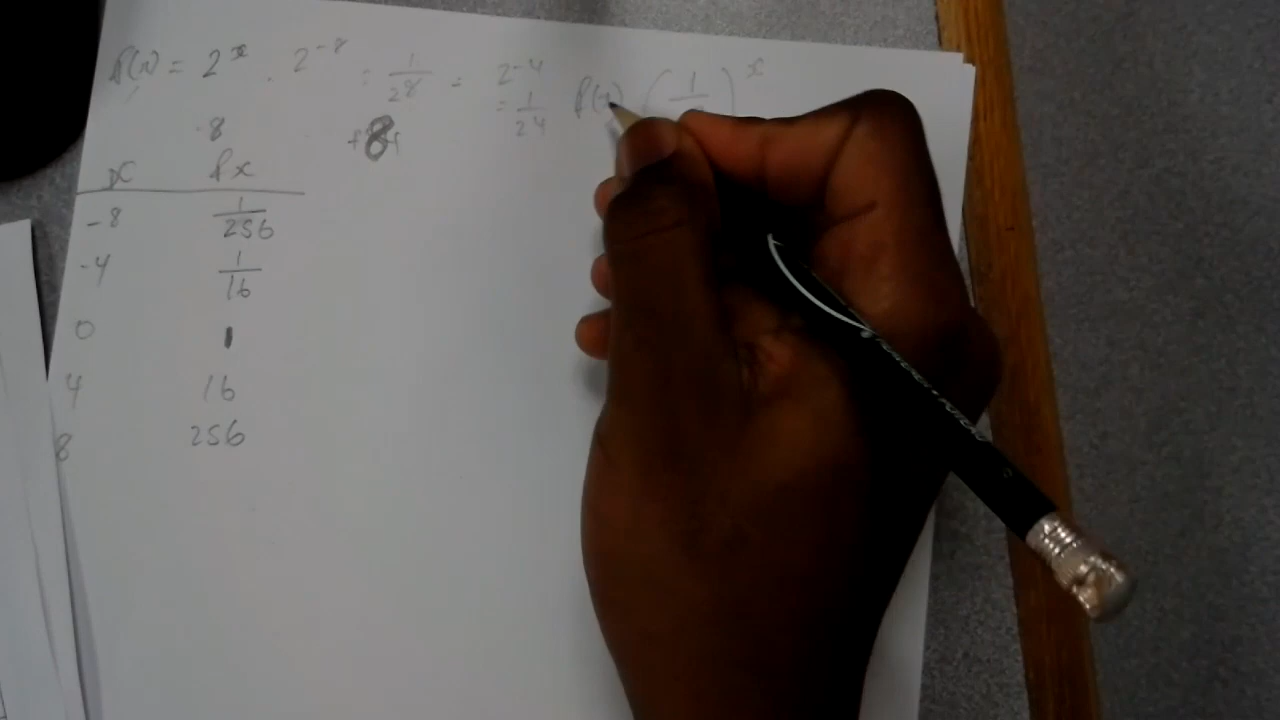 f(x) = 2^x . 2^-8 = 1/2^8 = 2^-4 = 1/2^4
f(x) (1/ )^x
8
x f x
-8 1/256
-4 1/16
0 1
4 16
8 256